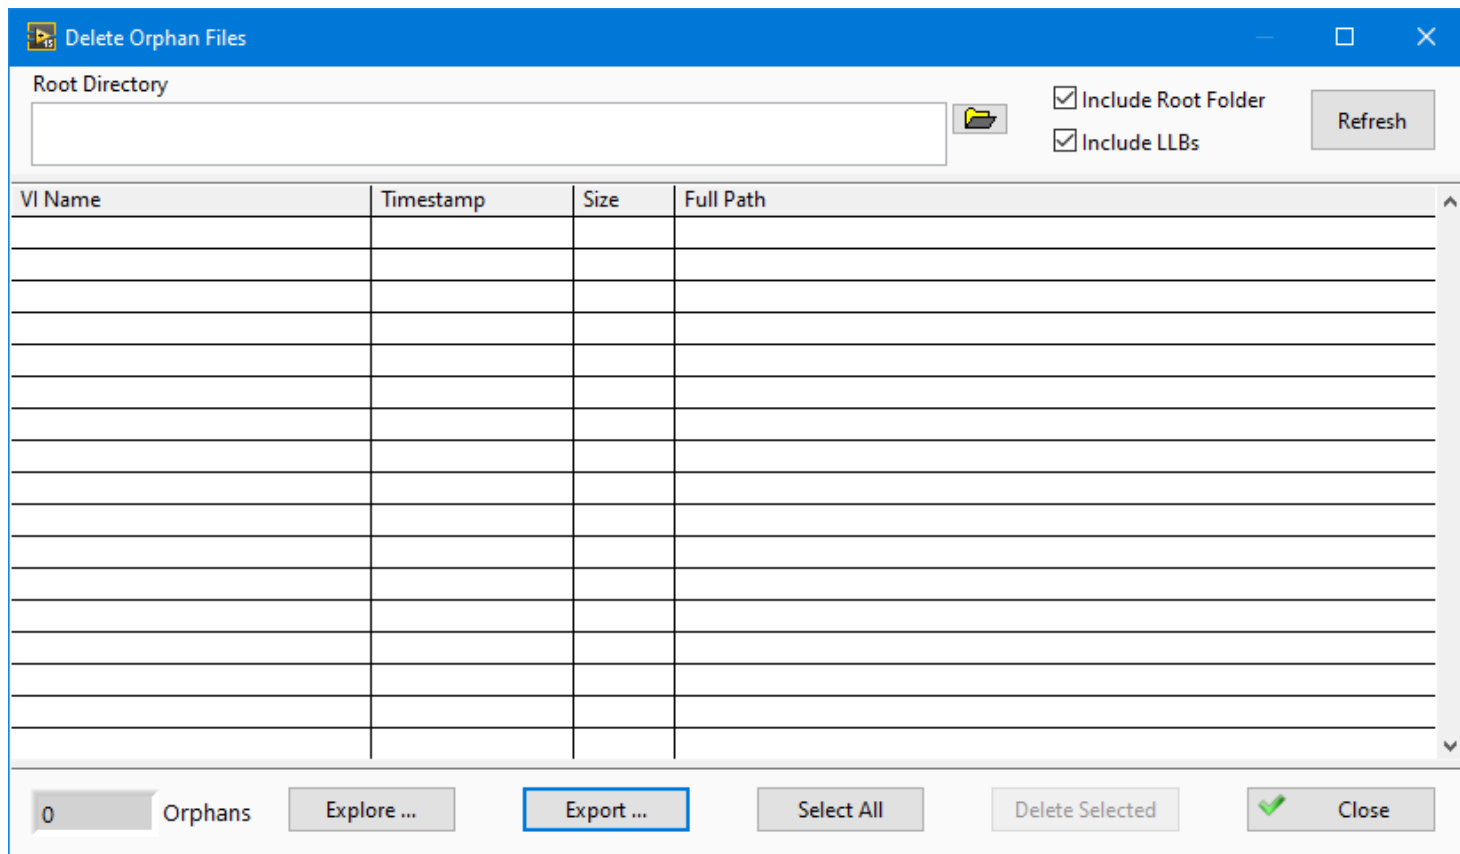 Delete Orphan Files
Root Directory
Include Root Folder
Include LLBs
Refresh
VI Name Timestamp Size Full Path
0 Orphans Explore ... Export ... Select All Delete Selected Close